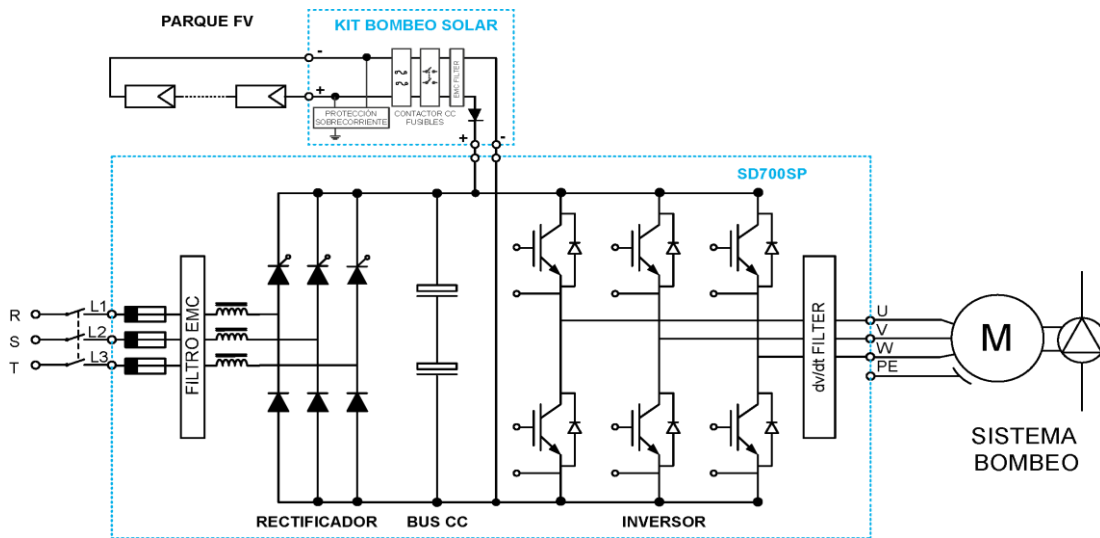 PARQUE FV
KIT BOMBEO SOLAR
-
+
PROTECCIÓN
SOBRECORRIENTE
CONTACTOR CC
FUSIBLES
EMC FILTER
+
-
SD700SP
R
S
T
L1
L2
L3
FILTRO EMC
dv/dt FILTER
U
V
W
PE
M
SISTEMA
BOMBEO
RECTIFICADOR
BUS CC
INVERSOR